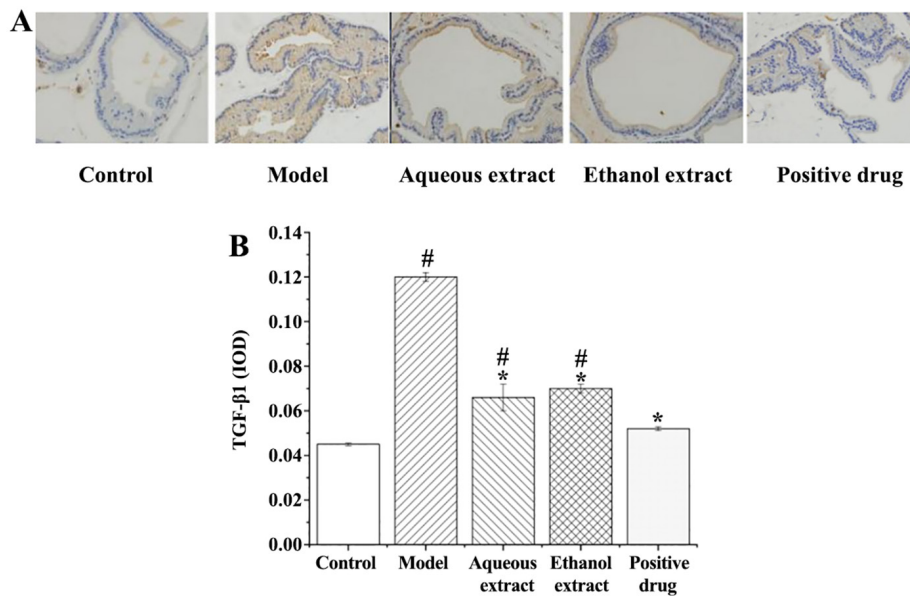 A
Control Model Aqueous extract Ethanol extract Positive drug
B
0.14
0.12
0.10
0.08
0.06
0.04
0.02
0.00
TGF-β1 (IOD)
#
#
*
#
*
*
Control Model Aqueous Ethanol Positive
extract extract drug